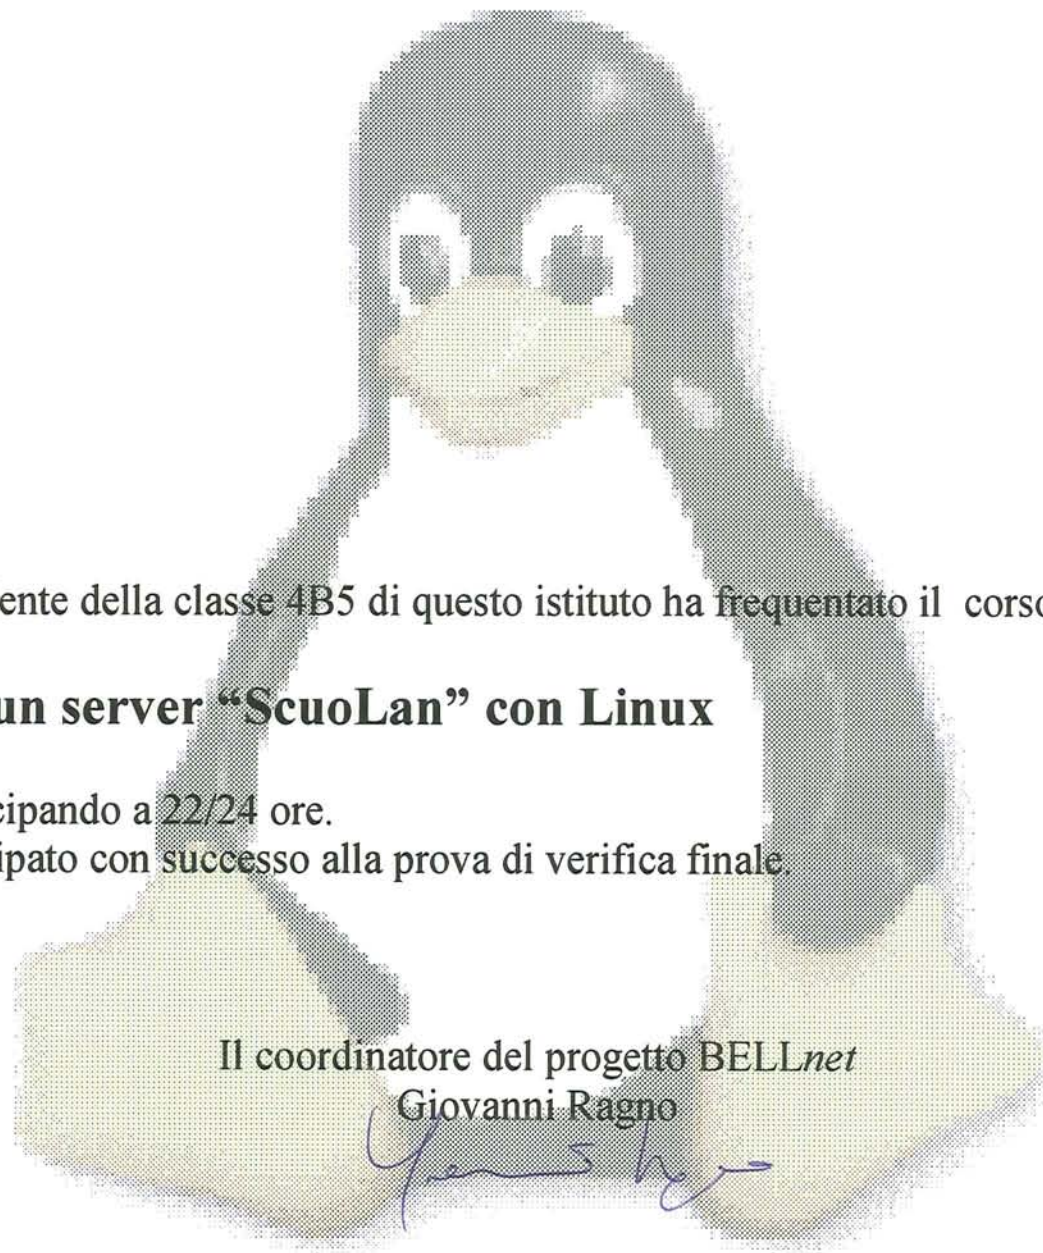 ente della classe 4B5 di questo istituto ha frequentato il corso
un server “ScuoLan” con Linux
cipando a 22/24 ore.
ipato con successo alla prova di verifica finale.
Il coordinatore del progetto BELLnet
Giovanni Ragno